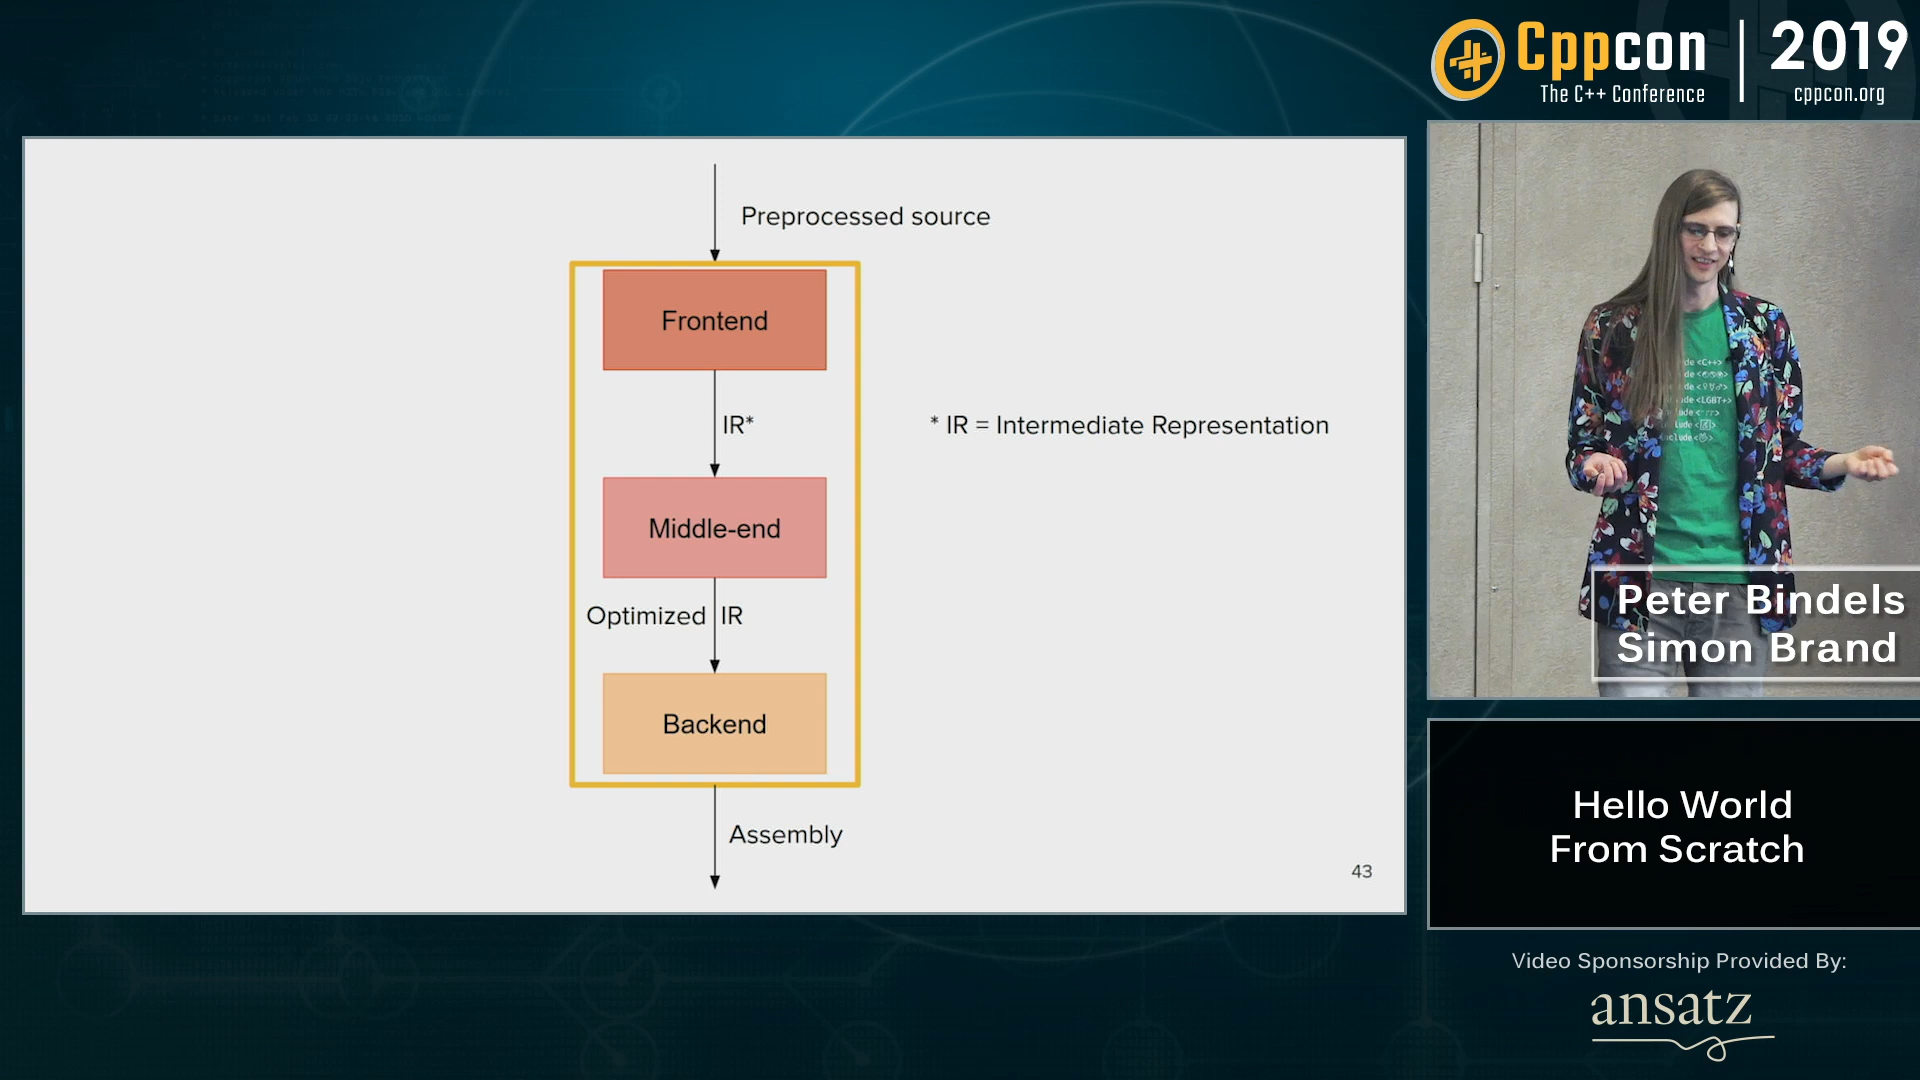 Cppcon
The C++ Conference
2019
cppcon.org
Preprocessed source
Frontend
IR*
* IR = Intermediate Representation
Middle-end
Optimized IR
Backend
Assembly
43
<C++>
<LGBT+>
Peter Bindels
Simon Brand
Hello World
From Scratch
Video Sponsorship Provided By:
ansatz